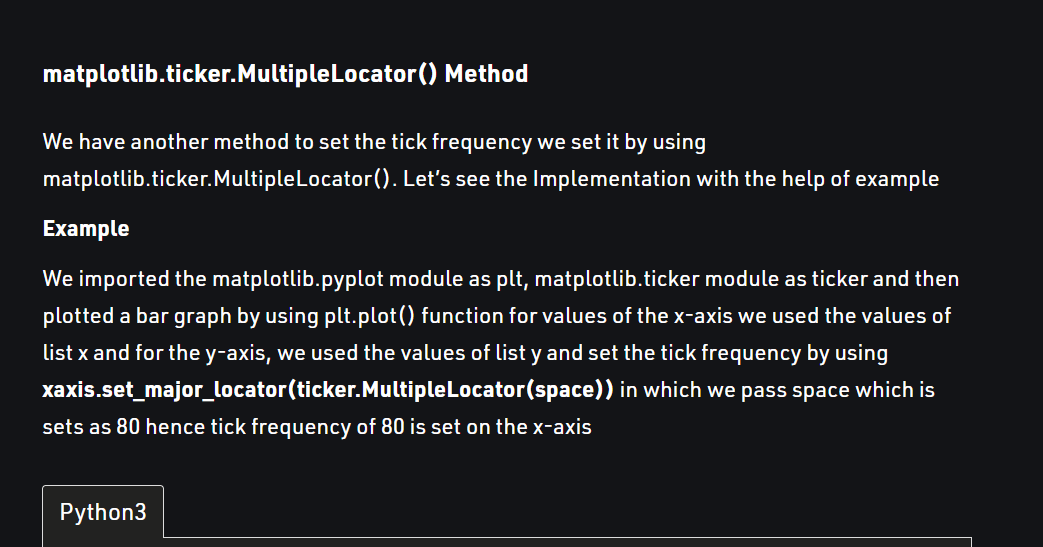 matplotlib.ticker.MultipleLocator() Method
We have another method to set the tick frequency we set it by using
matplotlib.ticker.MultipleLocator(). Let’s see the Implementation with the help of example
Example
We imported the matplotlib.pyplot module as plt, matplotlib.ticker module as ticker and then
plotted a bar graph by using plt.plot() function for values of the x-axis we used the values of
list x and for the y-axis, we used the values of list y and set the tick frequency by using
xaxis.set_major_locator(ticker.MultipleLocator(space)) in which we pass space which is
sets as 80 hence tick frequency of 80 is set on the x-axis
Python3